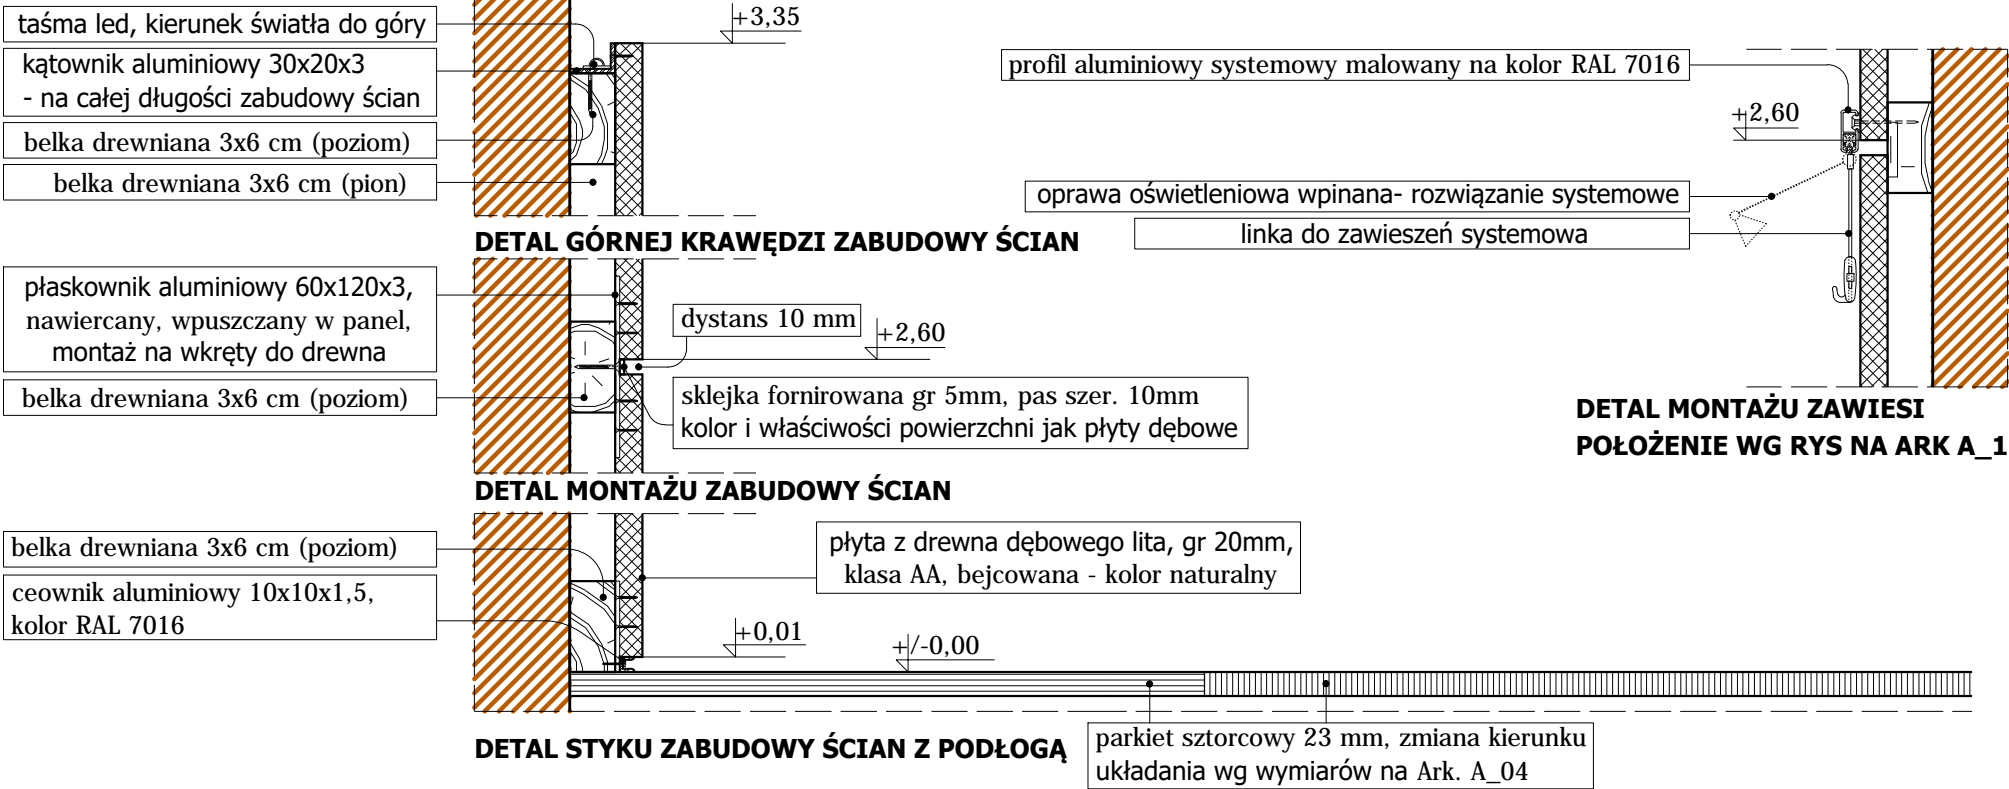 taśma led, kierunek światła do góry
kątownik aluminiowy 30x20x3
- na całej długości zabudowy ścian
belka drewniana 3x6 cm (poziom)
belka drewniana 3x6 cm (pion)
+3,35
DETAL GÓRNEJ KRAWĘDZI ZABUDOWY ŚCIAN
płaskownik aluminiowy 60x120x3,
nawiercany, wpuszczany w panel,
montaż na wkręty do drewna
belka drewniana 3x6 cm (poziom)
dystans 10 mm
+2,60
sklejka fornirowana gr 5mm, pas szer. 10mm
kolor i właściwości powierzchni jak płyty dębowe
DETAL MONTAŻU ZABUDOWY ŚCIAN
belka drewniana 3x6 cm (poziom)
ceownik aluminiowy 10x10x1,5,
kolor RAL 7016
płyta z drewna dębowego lita, gr 20mm,
klasa AA, bejcowana - kolor naturalny
+0,01
+/-0,00
DETAL STYKU ZABUDOWY ŚCIAN Z PODŁOGĄ
parkiet sztorcowy 23 mm, zmiana kierunku
układania wg wymiarów na Ark. A_04
profil aluminiowy systemowy malowany na kolor RAL 7016
+2,60
oprawa oświetleniowa wpinana- rozwiązanie systemowe
linka do zawieszeń systemowa
DETAL MONTAŻU ZAWIESI
POŁOŻENIE WG RYS NA ARK A_1